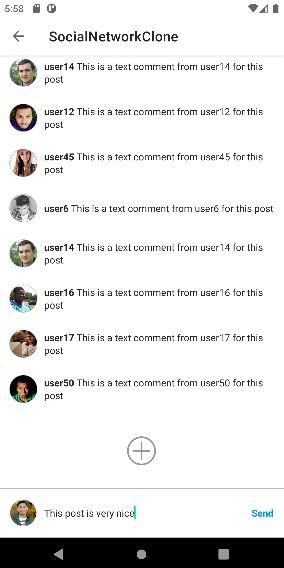 5:58
SocialNetworkClone
user14 This is a text comment from user14 for this
post
user12 This is a text comment from user12 for this
post
user45 This is a text comment from user45 for this
post
user6 This is a text comment from user6 for this post
user14 This is a text comment from user14 for this
post
user16 This is a text comment from user16 for this
post
user17 This is a text comment from user17 for this
post
user50 This is a text comment from user50 for this
post
This post is very nice
Send